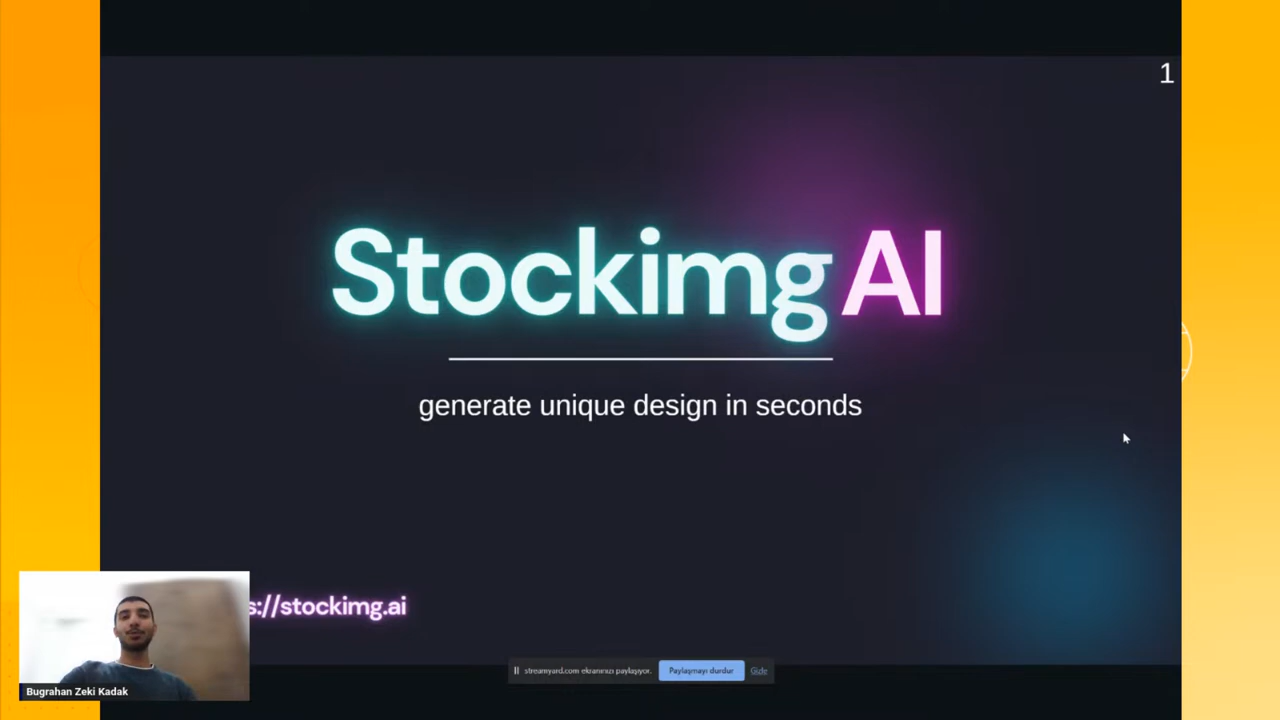 1
Stockimg AI
generate unique design in seconds
s://stockimg.ai
streamyard.com ekranınızı paylaşıyor. Paylaşmayı durdur Gizle
Bugrahan Zeki Kadak